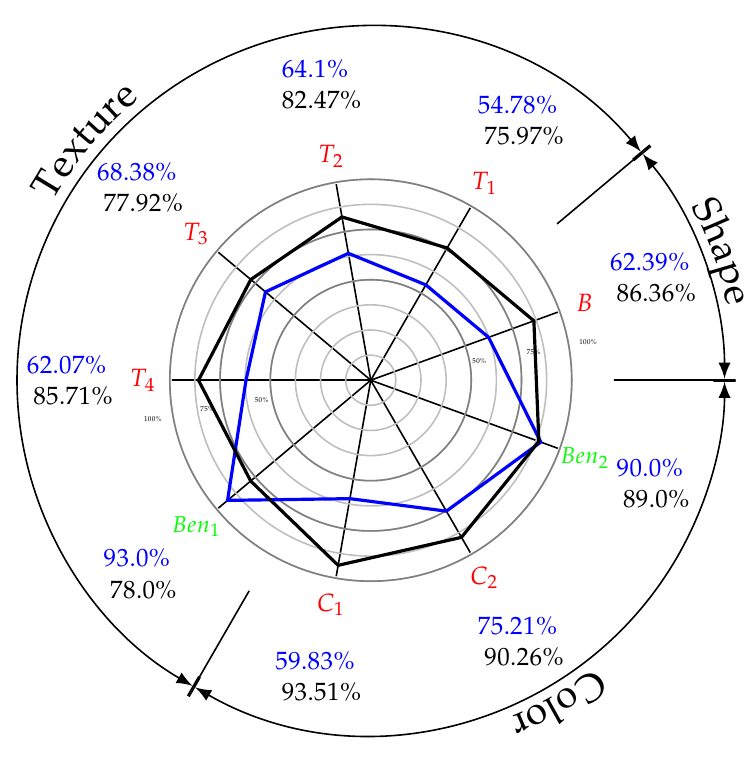 64.1%
82.47%
54.78%
75.97%
Texture
T2
T1
68.38%
77.92%
T3
Shape
62.39%
86.36%
B
50%
75%
100%
62.07%
85.71%
T4
100%
75%
50%
Ben2
90.0%
89.0%
Ben1
93.0%
78.0%
C1
C2
59.83%
93.51%
75.21%
90.26%
Color